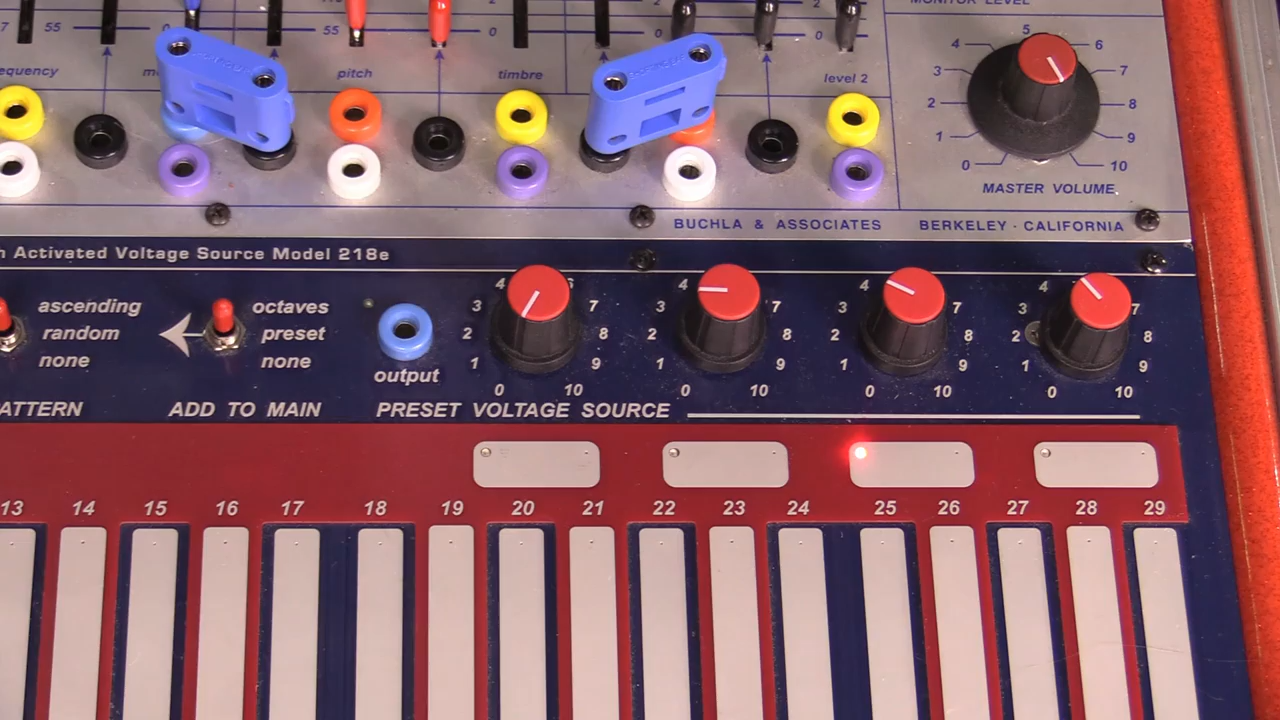 MONITOR LEVEL
7 55 55 0 2 0 2 0
pitch timbre level 2
4 5 6
3 7
2 8
1 9
0 10
MASTER VOLUME
BUCHLA & ASSOCIATES BERKELEY · CALIFORNIA
Activated Voltage Source Model 218e
ascending octaves
random preset
none none
output
4 7 4 7 4 7 4 7
3 3 3 3
2 8 2 8 2 8 2 8
1 9 1 9 1 9 1 9
0 10 0 10 0 10 0 10
ADD TO MAIN PRESET VOLTAGE SOURCE
13 14 15 16 17 18 19 20 21 22 23 24 25 26 27 28 29